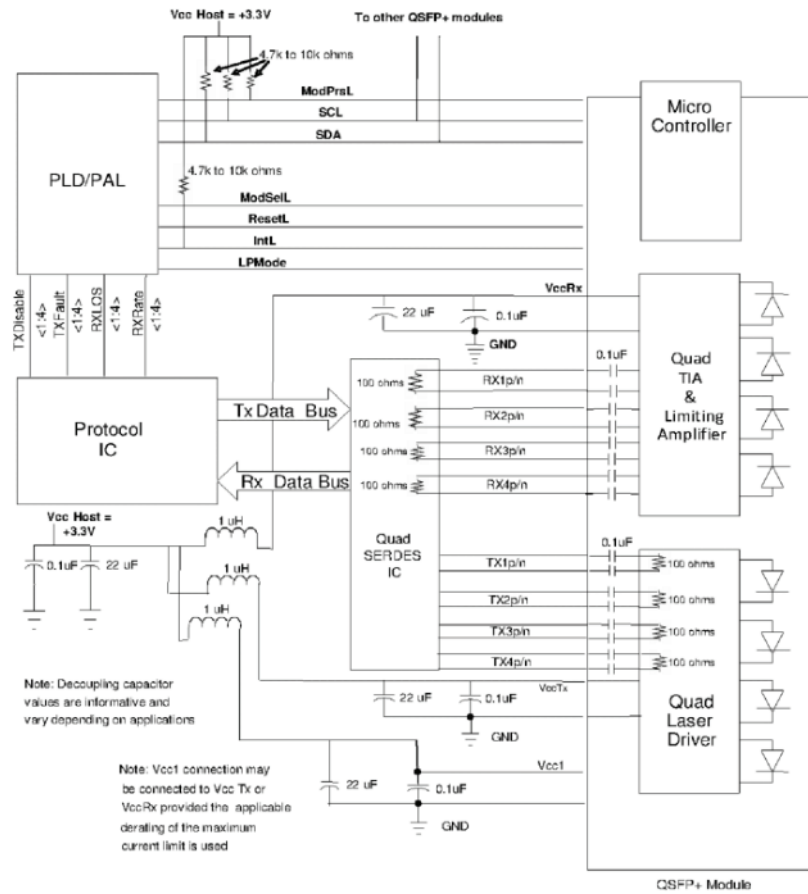 Vcc Host = +3.3V
To other QSFP+ modules
4.7k to 10k ohms
ModPrsL
SCL
SDA
Micro
Controller
PLD/PAL
4.7k to 10k ohms
ModSelL
ResetL
IntL
LPMode
TXDisable
<1:4>
TXFault
<1:4>
RXLOS
<1:4>
RXRate
<1:4>
VccRx
22 uF
0.1uF
GND
0.1uF
Quad
TIA
&
Limiting
Amplifier
100 ohms
RX1p/n
100 ohms
RX2p/n
100 ohms
RX3p/n
100 ohms
RX4p/n
Tx Data Bus
Protocol
IC
Rx Data Bus
Quad
SERDES
IC
Vcc Host =
+3.3V
0.1uF
22 uF
1 uH
1 uH
1 uH
0.1uF
TX1p/n
100 ohms
TX2p/n
100 ohms
TX3p/n
100 ohms
TX4p/n
100 ohms
Quad
Laser
Driver
VccTx
22 uF
0.1uF
GND
Note: Decoupling capacitor
values are informative and
vary depending on applications
Vcc1
Note: Vcc1 connection may
be connected to Vcc Tx or
VccRx provided the applicable
derating of the maximum
current limit is used
22 uF
0.1uF
GND
QSFP+ Module